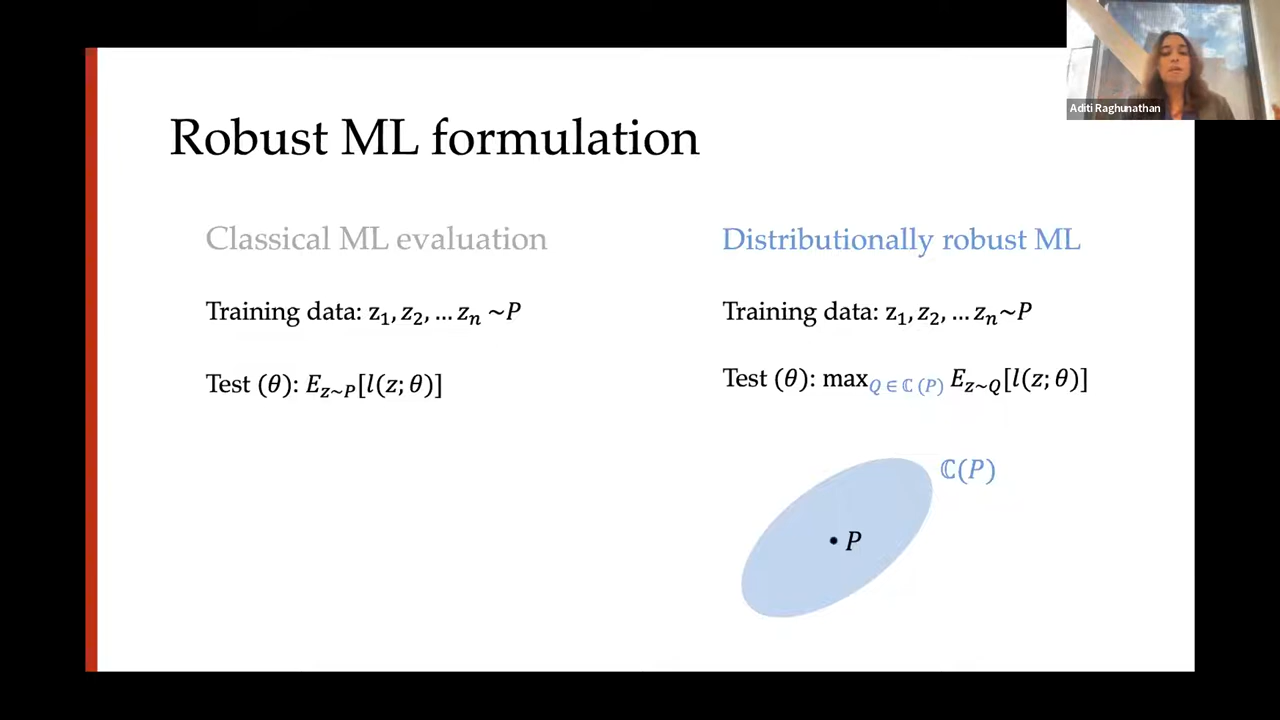 Aditi Raghunathan
Robust ML formulation
Classical ML evaluation
Training data: z₁, z₂, … zₙ ~P
Test (θ): E_{z~P}[l(z; θ)]
Distributionally robust ML
Training data: z₁, z₂, … zₙ~P
Test (θ): max_{Q ∈ ℂ (P)} E_{z~Q}[l(z; θ)]
ℂ(P)
P